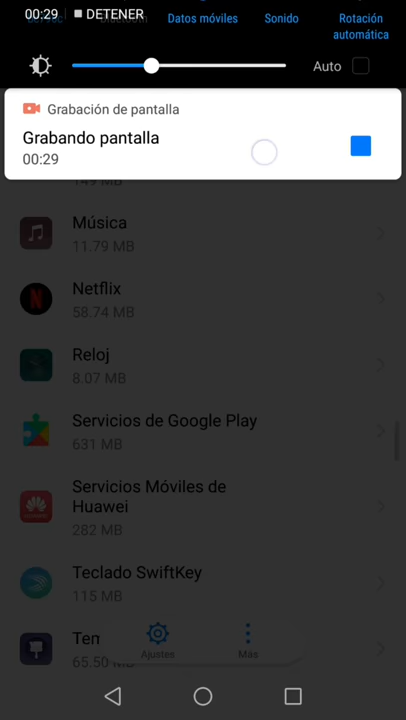 00:29 DETENER
Bluetooth
Datos móviles
Sonido
Rotación
automática
Auto
Grabación de pantalla
Grabando pantalla
00:29
149 MB
Música
11.79 MB
Netflix
58.74 MB
Reloj
8.07 MB
Servicios de Google Play
631 MB
Servicios Móviles de
Huawei
282 MB
Teclado SwiftKey
115 MB
Tem
65.50 MB
Ajustes
Más